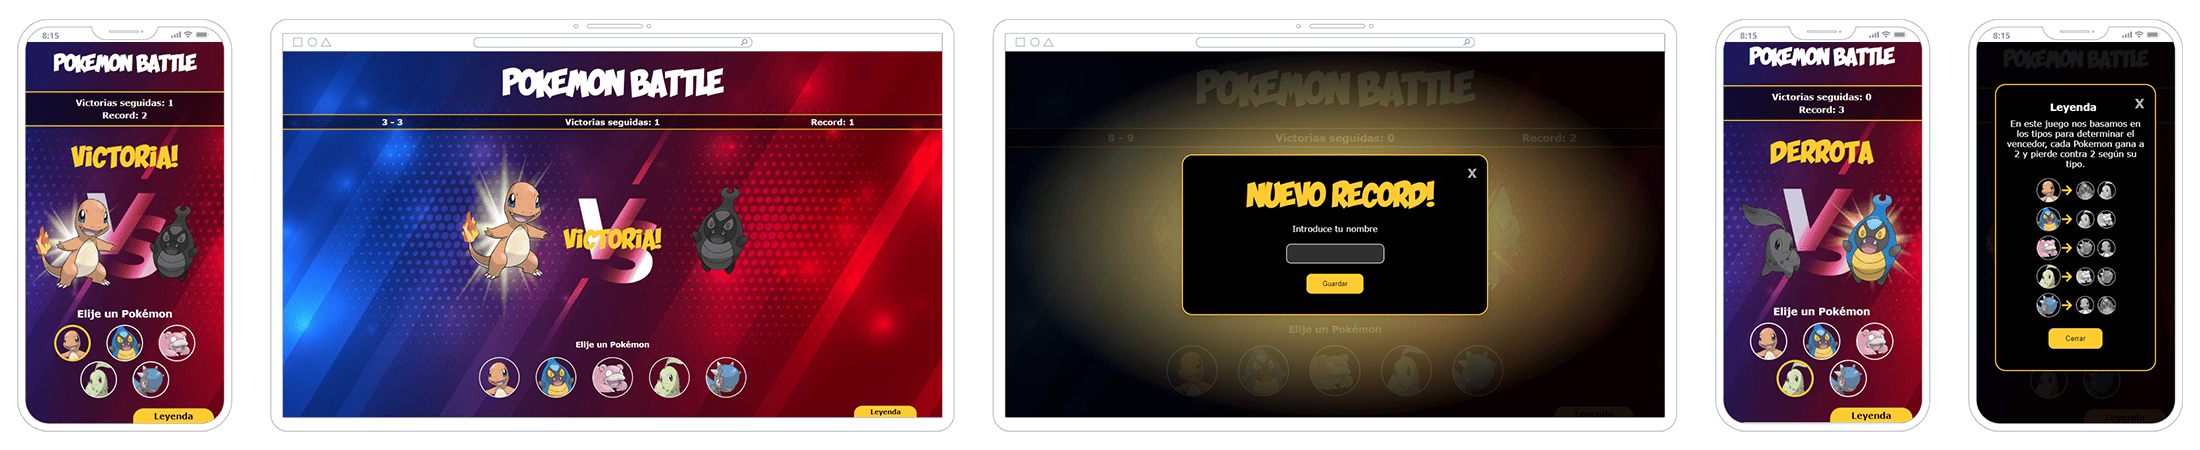 8:15
POKEMON BATTLE
Victorias seguidas: 1
Record: 2
VICTORIA!
VS
Elije un Pokémon
Leyenda
POKEMON BATTLE
3 - 3
Victorias seguidas: 1
Record: 1
VS
VICTORIA!
Elije un Pokémon
Leyenda
POKEMON BATTLE
8 - 9
Victorias seguidas: 0
Record: 2
X
NUEVO RECORD!
Introduce tu nombre
Guardar
Elije un Pokémon
Leyenda
8:15
POKEMON BATTLE
Victorias seguidas: 0
Record: 3
DERROTA
VS
Elije un Pokémon
Leyenda
8:15
POKEMON BATTLE
X
Leyenda
En este juego nos basamos en
los tipos para determinar el
vencedor, cada Pokemon gana a
2 y pierde contra 2 según su
tipo.
Cerrar
Leyenda